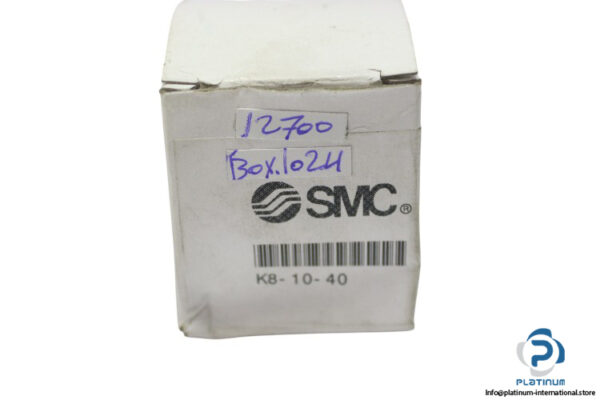 12700
Box.1024
SMC®
K8-10-40
PLATINUM
Info@platinum-international.store